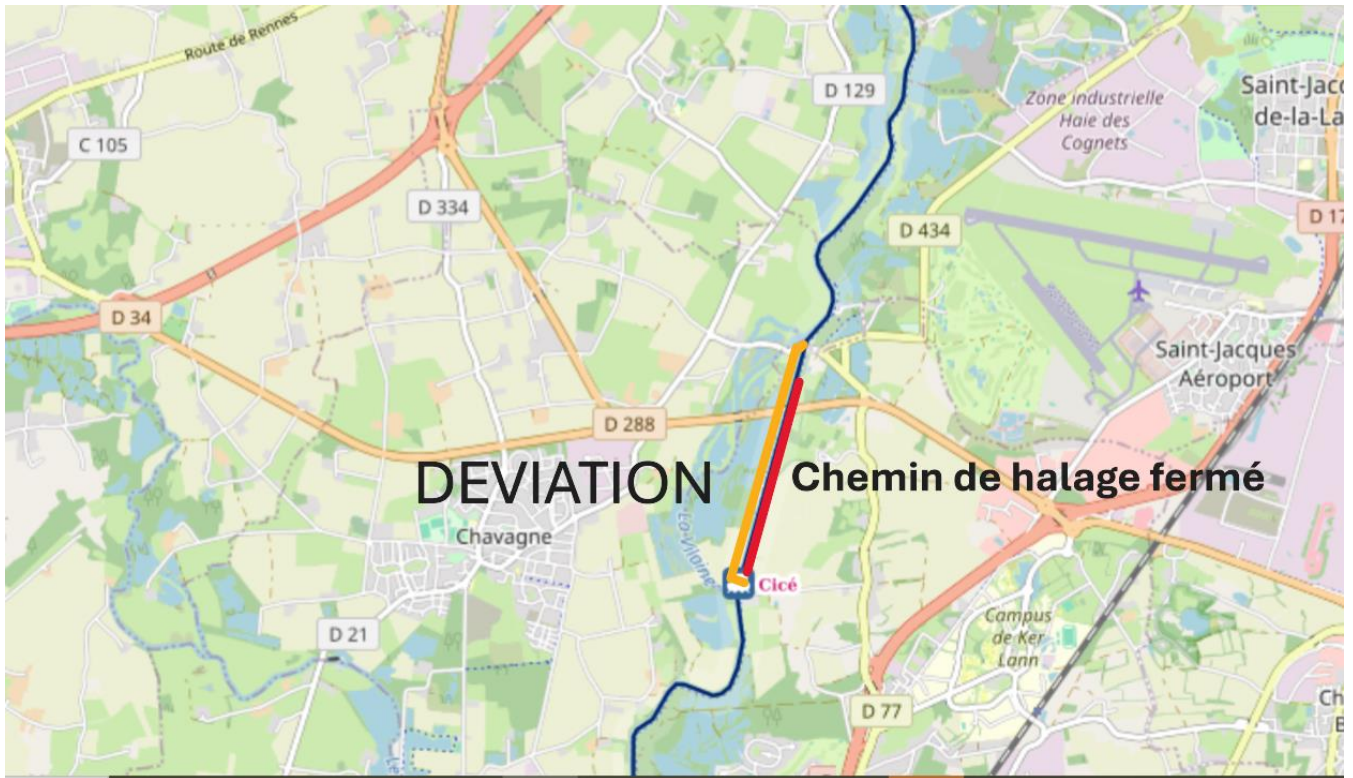 Route de Rennes
D 129
Zone industrielle
Haie des
Cognets
Saint-Jacq
de-la-La
C 105
D 334
D 434
D 17
D 34
Saint-Jacques
Aéroport
D 288
DEVIATION
Chemin de halage fermé
Chavagne
La Vilaine
Cicé
D 21
Campus
de Ker
Lann
D 77
Ch